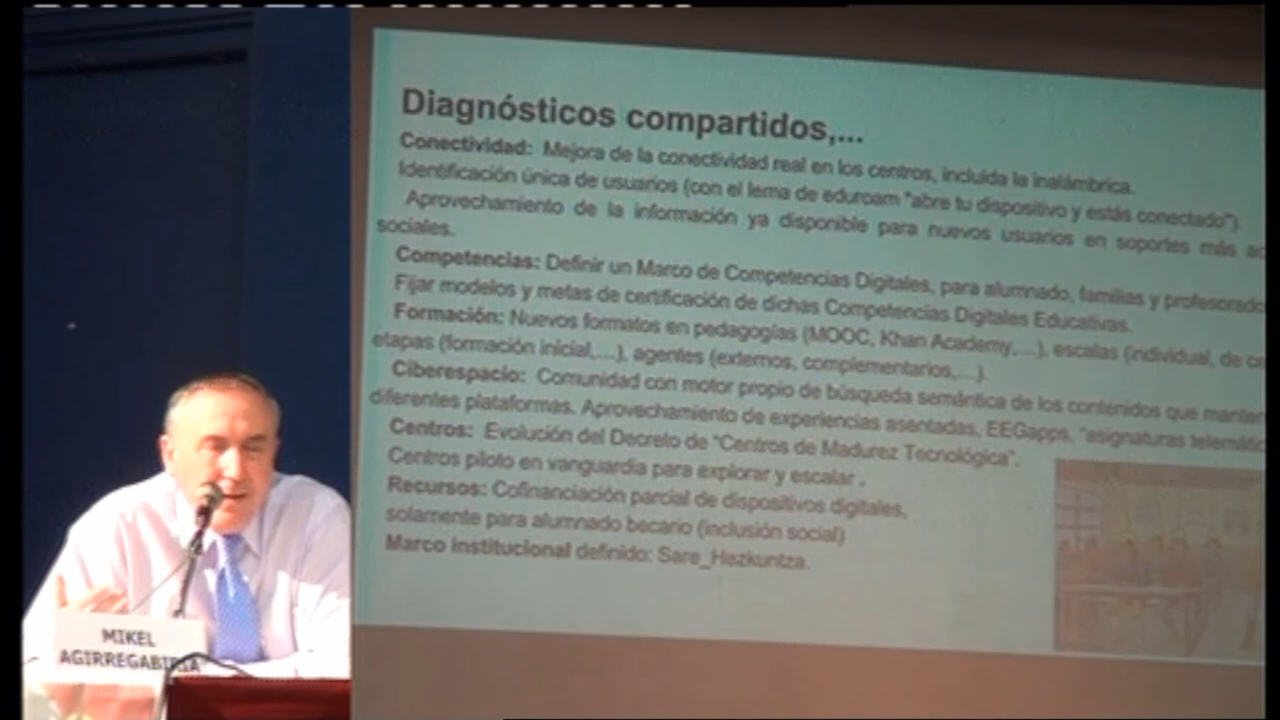 Diagnósticos compartidos,...
Conectividad: Mejora de la conectividad real en los centros, incluida la inalámbrica.
Identificación única de usuarios (con el lema de eduroam "abre tu dispositivo y estás conectado").
Aprovechamiento de la información ya disponible para nuevos usuarios en soportes más
sociales.
Competencias: Definir un Marco de Competencias Digitales, para alumnado, familias y profesorado
Fijar modelos y metas de certificación de dichas Competencias Digitales Educativas.
Formación: Nuevos formatos en pedagogías (MOOC, Khan Academy,...), escalas (individual, de
etapas (formación inicial,...), agentes (externos, complementarios,...).
Ciberespacio: Comunidad con motor propio de búsqueda semántica de los contenidos que
diferentes plataformas. Aprovechamiento de experiencias asentadas, EEGapps, "asignaturas
Centros: Evolución del Decreto de "Centros de Madurez Tecnológica".
Centros piloto en vanguardia para explorar y escalar .
Recursos: Cofinanciación parcial de dispositivos digitales,
solamente para alumnado becario (inclusión social)
Marco institucional definido: Sare_Hezkuntza.
MIKEL
AGIRREGABIRIA